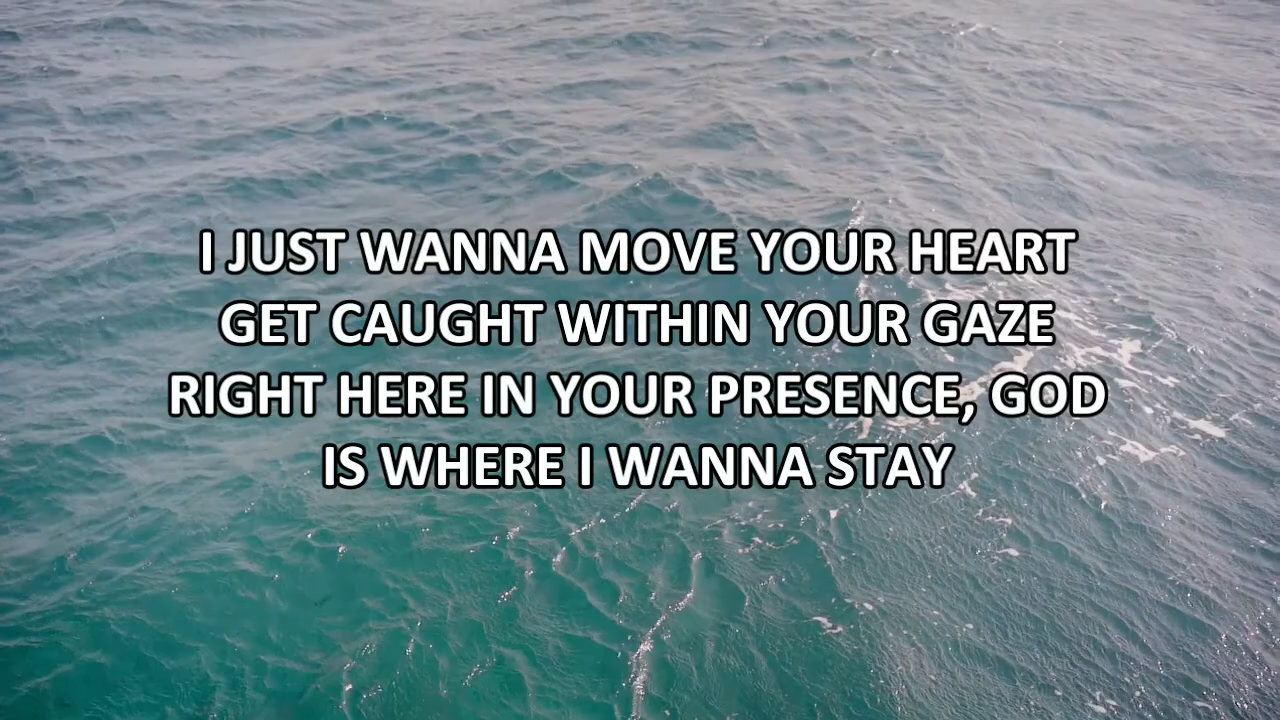 I JUST WANNA MOVE YOUR HEART
GET CAUGHT WITHIN YOUR GAZE
RIGHT HERE IN YOUR PRESENCE, GOD
IS WHERE I WANNA STAY